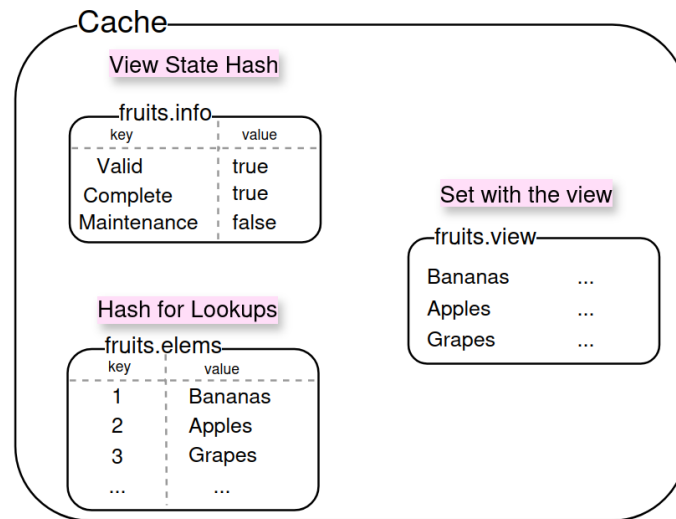 Cache
View State Hash
fruits.info
key value
Valid true
Complete true
Maintenance false
Hash for Lookups
fruits.elems
key value
1 Bananas
2 Apples
3 Grapes
... ...
Set with the view
fruits.view
Bananas ...
Apples ...
Grapes ...